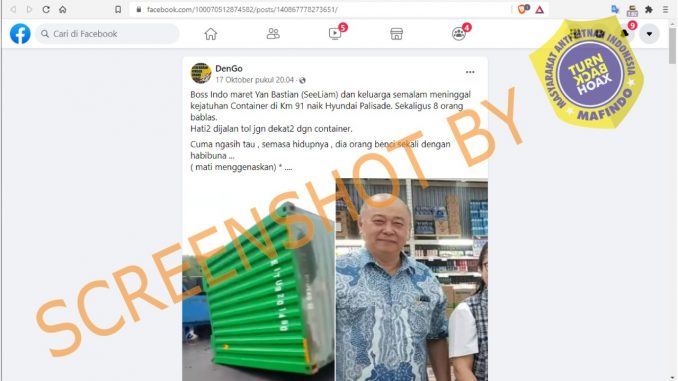 facebook.com/100070512874582/posts/140867778273651/
Cari di Facebook
5
4
9
MASYARAKAT ANTI FITNAH INDONESIA
TURN
BACK
HOAX
MAFINDO
DenGo
17 Oktober pukul 20.04 ·
Boss Indo maret Yan Bastian (SeeLiam) dan keluarga semalam meninggal
kejatuhan Container di Km 91 naik Hyundai Palisade. Sekaligus 8 orang
bablas.
Hati2 dijalan tol jgn dekat2 dgn container.
Cuma ngasih tau , semasa hidupnya , dia orang benci sekali dengan
habibuna ...
( mati menggenaskan) * ....
SCREENSHOT BY